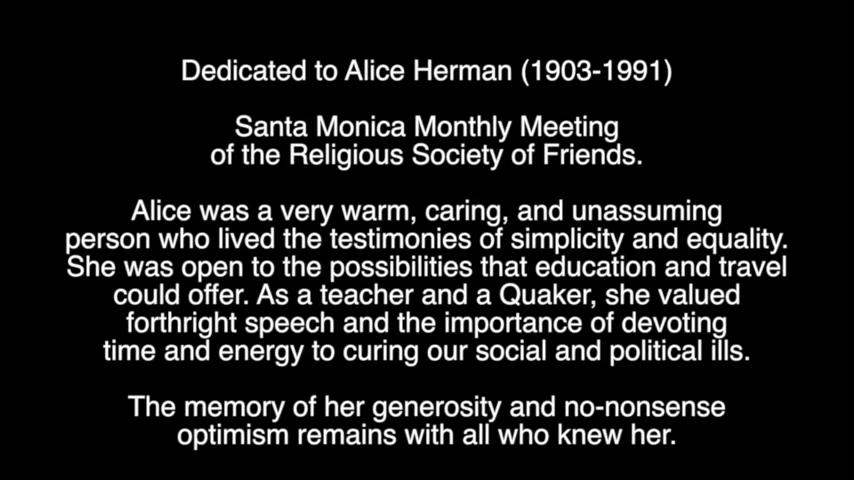 Dedicated to Alice Herman (1903-1991)
Santa Monica Monthly Meeting
of the Religious Society of Friends.
Alice was a very warm, caring, and unassuming
person who lived the testimonies of simplicity and equality.
She was open to the possibilities that education and travel
could offer. As a teacher and a Quaker, she valued
forthright speech and the importance of devoting
time and energy to curing our social and political ills.
The memory of her generosity and no-nonsense
optimism remains with all who knew her.